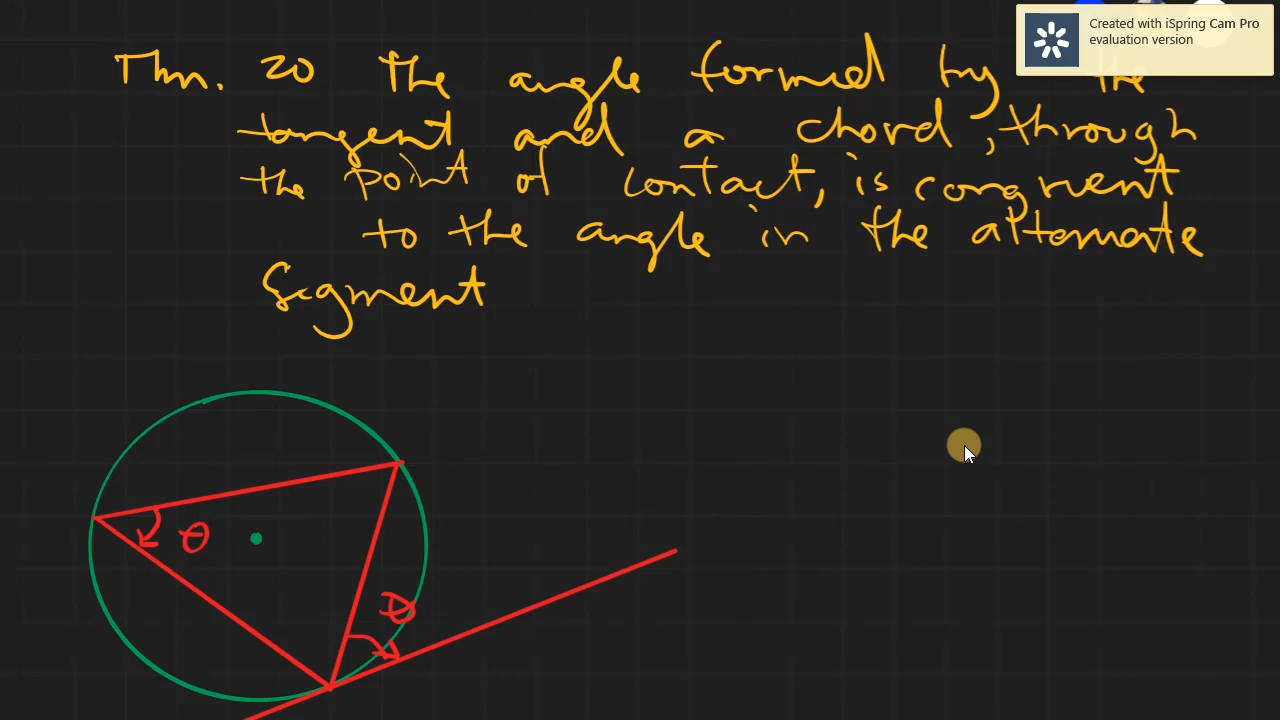 Thm. 20 The angle formed by the
tangent and a chord, through
the point of contact, is congruent
to the angle in the alternate
Segment
θ
θ
Created with iSpring Cam Pro
evaluation version